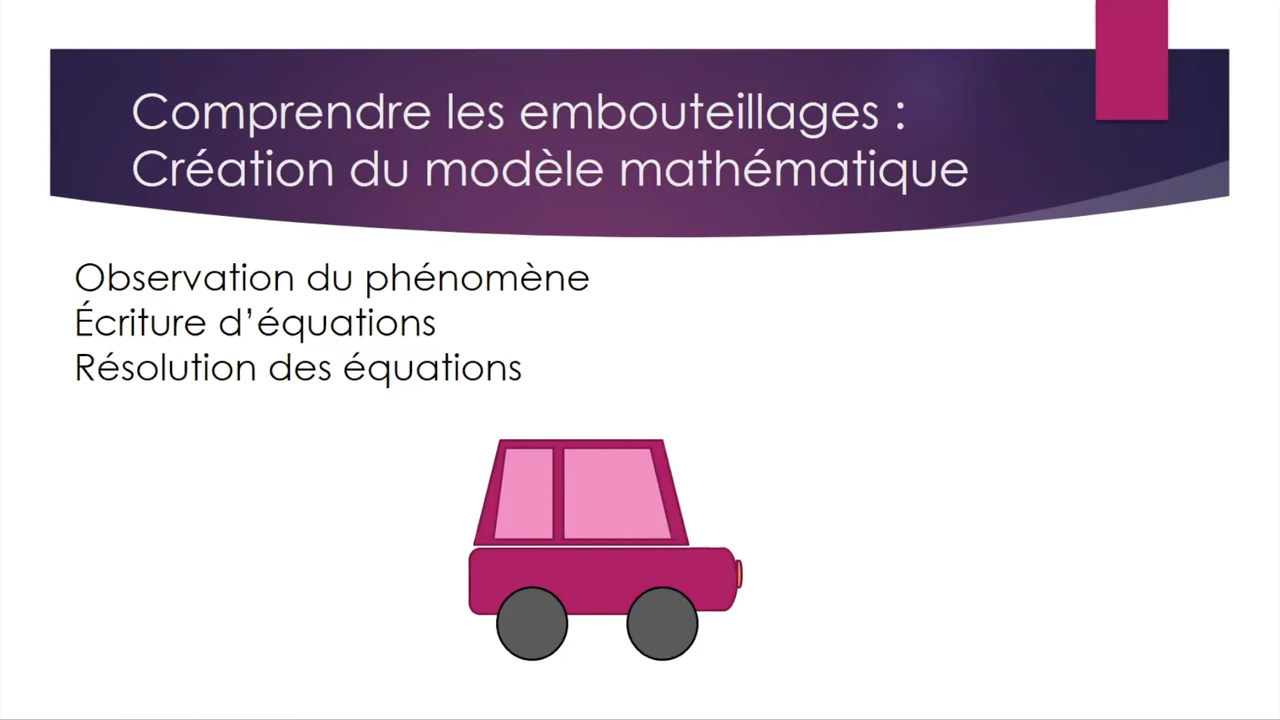 Comprendre les embouteillages :
Création du modèle mathématique
Observation du phénomène
Écriture d’équations
Résolution des équations